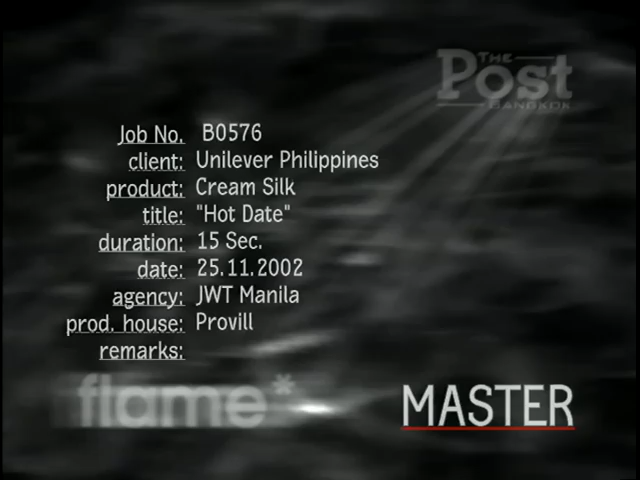 THE
Post
BANGKOK
Job No. B0576
client: Unilever Philippines
product: Cream Silk
title: "Hot Date"
duration: 15 Sec.
date: 25.11.2002
agency: JWT Manila
prod. house: Provill
remarks:
flame*
MASTER